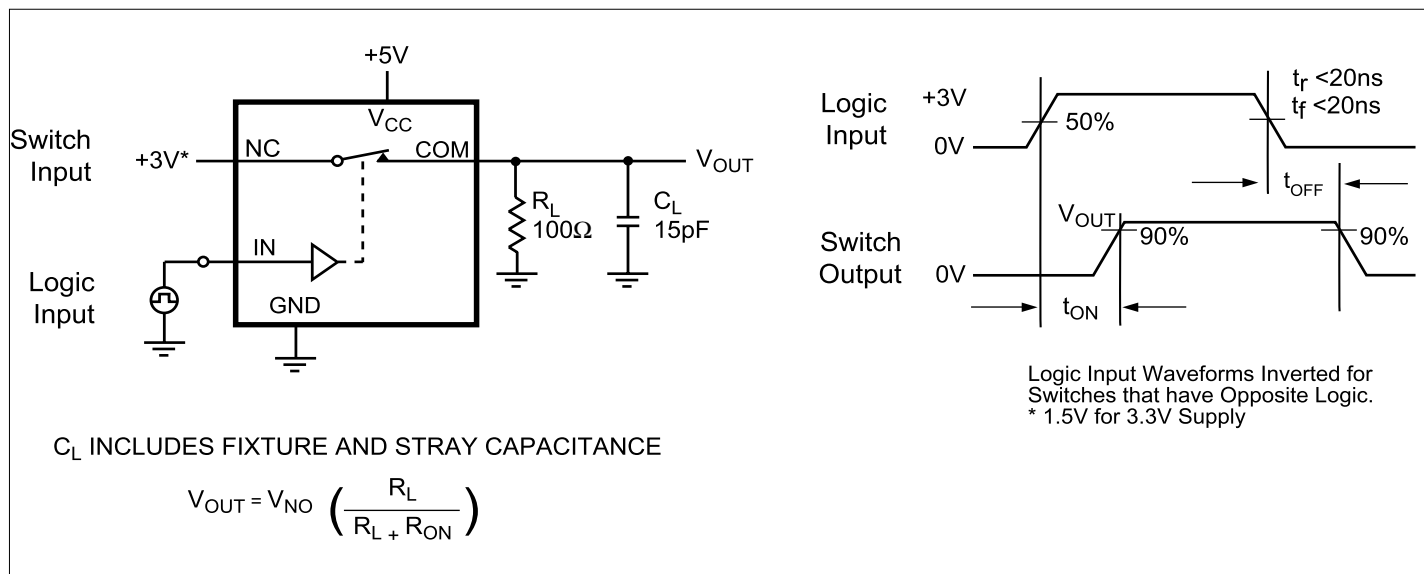 +5V
V_CC
Switch
Input
+3V*
NC
COM
V_OUT
R_L
100Ω
C_L
15pF
IN
Logic
Input
GND
C_L INCLUDES FIXTURE AND STRAY CAPACITANCE
V_OUT = V_NO ( R_L / R_L + R_ON )
Logic
Input
+3V
0V
50%
t_r <20ns
t_f <20ns
t_OFF
Switch
Output
V_OUT
0V
90%
90%
t_ON
Logic Input Waveforms Inverted for
Switches that have Opposite Logic.
* 1.5V for 3.3V Supply